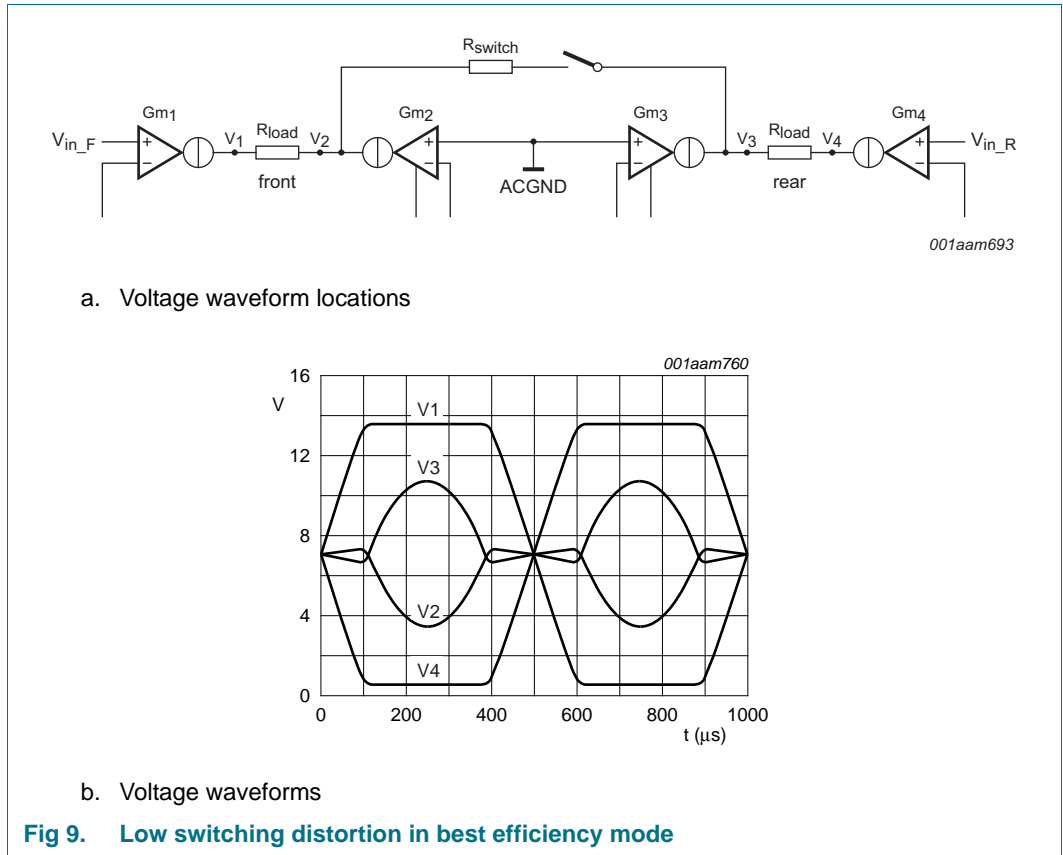 Rswitch
Gm1
Gm2
Gm3
Gm4
Vin_F
+
−
V1
Rload
V2
+
−
+
−
V3
Rload
V4
+
−
Vin_R
front
ACGND
rear
001aam693
a. Voltage waveform locations
001aam760
16
V
V1
12
V3
8
4
V2
V4
0
0 200 400 600 800 1000
t (μs)
b. Voltage waveforms
Fig 9. Low switching distortion in best efficiency mode